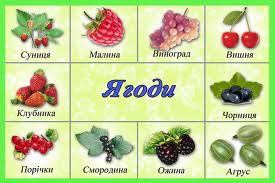 Суниця Малина Виноград Вишня
Клубника Ягоди Чорниця
Порічки Смородина Ожина Агрус